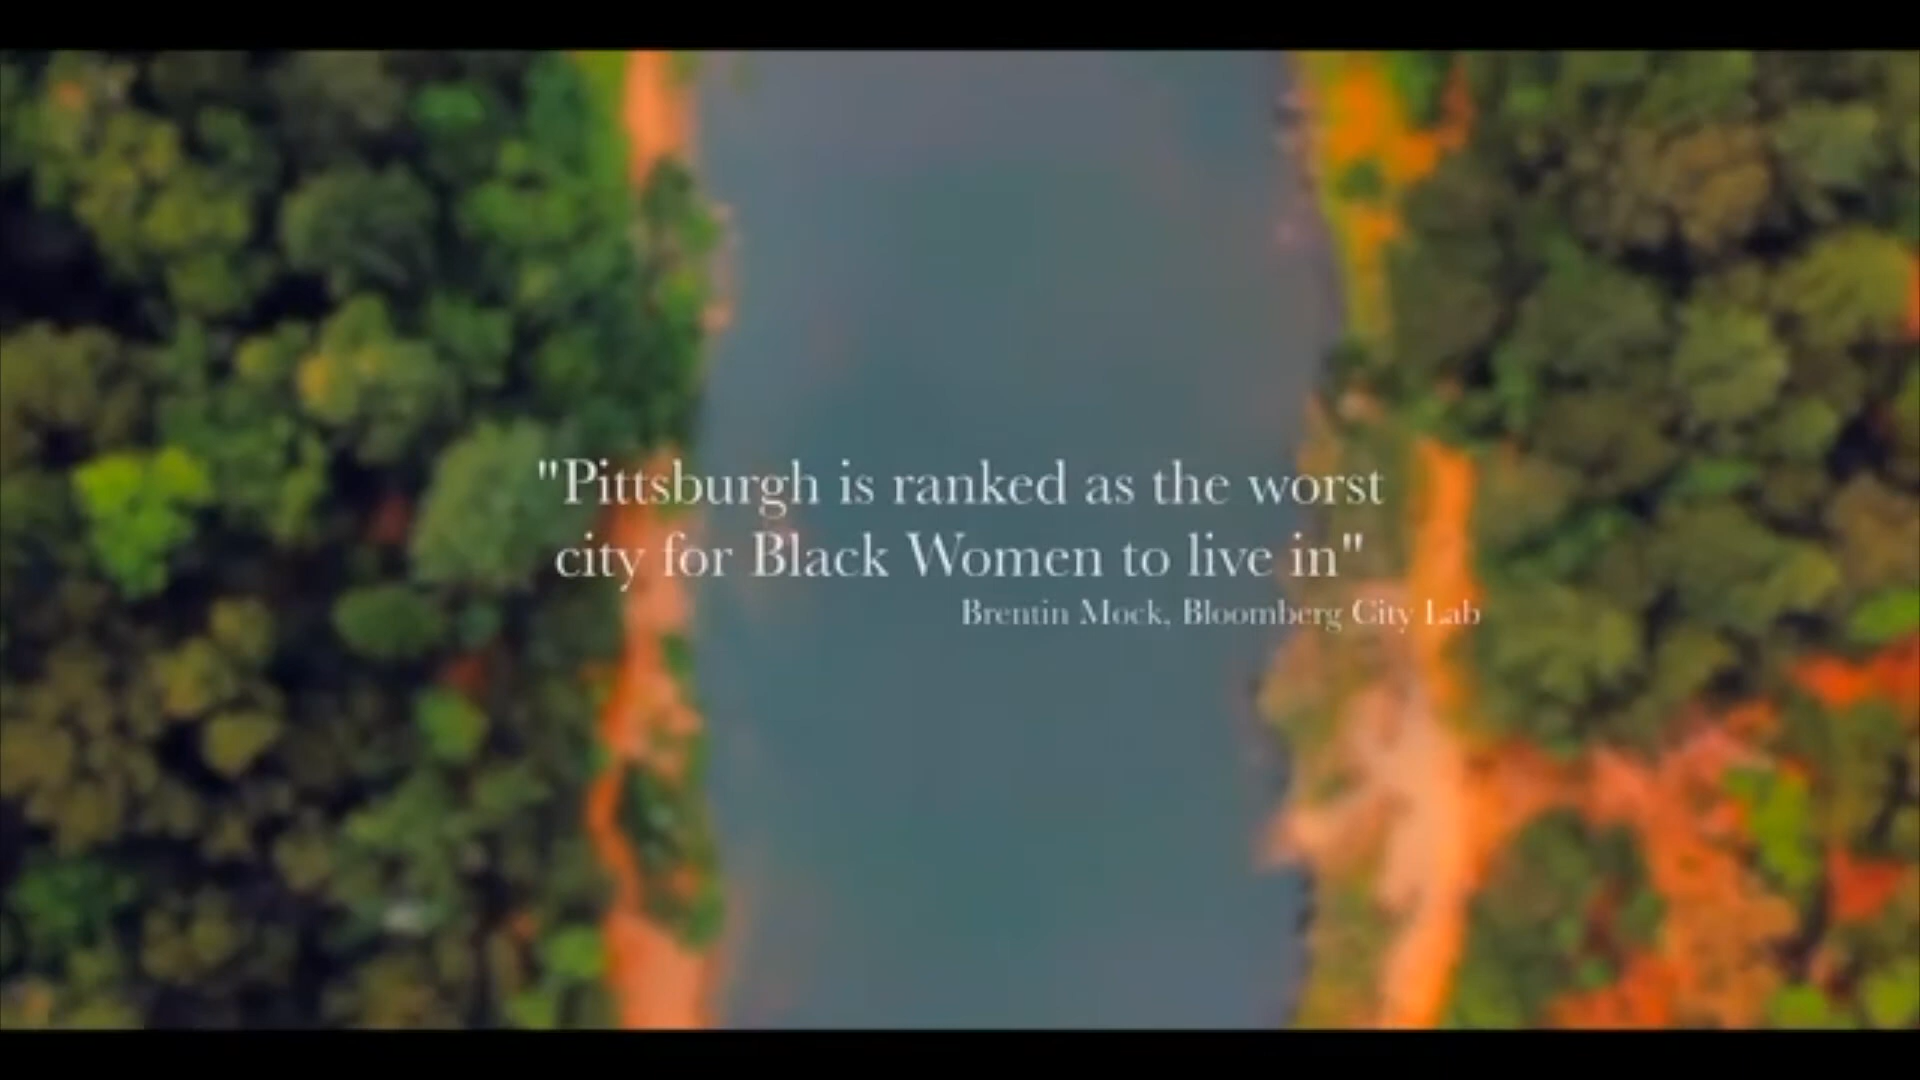 "Pittsburgh is ranked as the worst
city for Black Women to live in"
Brentin Mock, Bloomberg City Lab